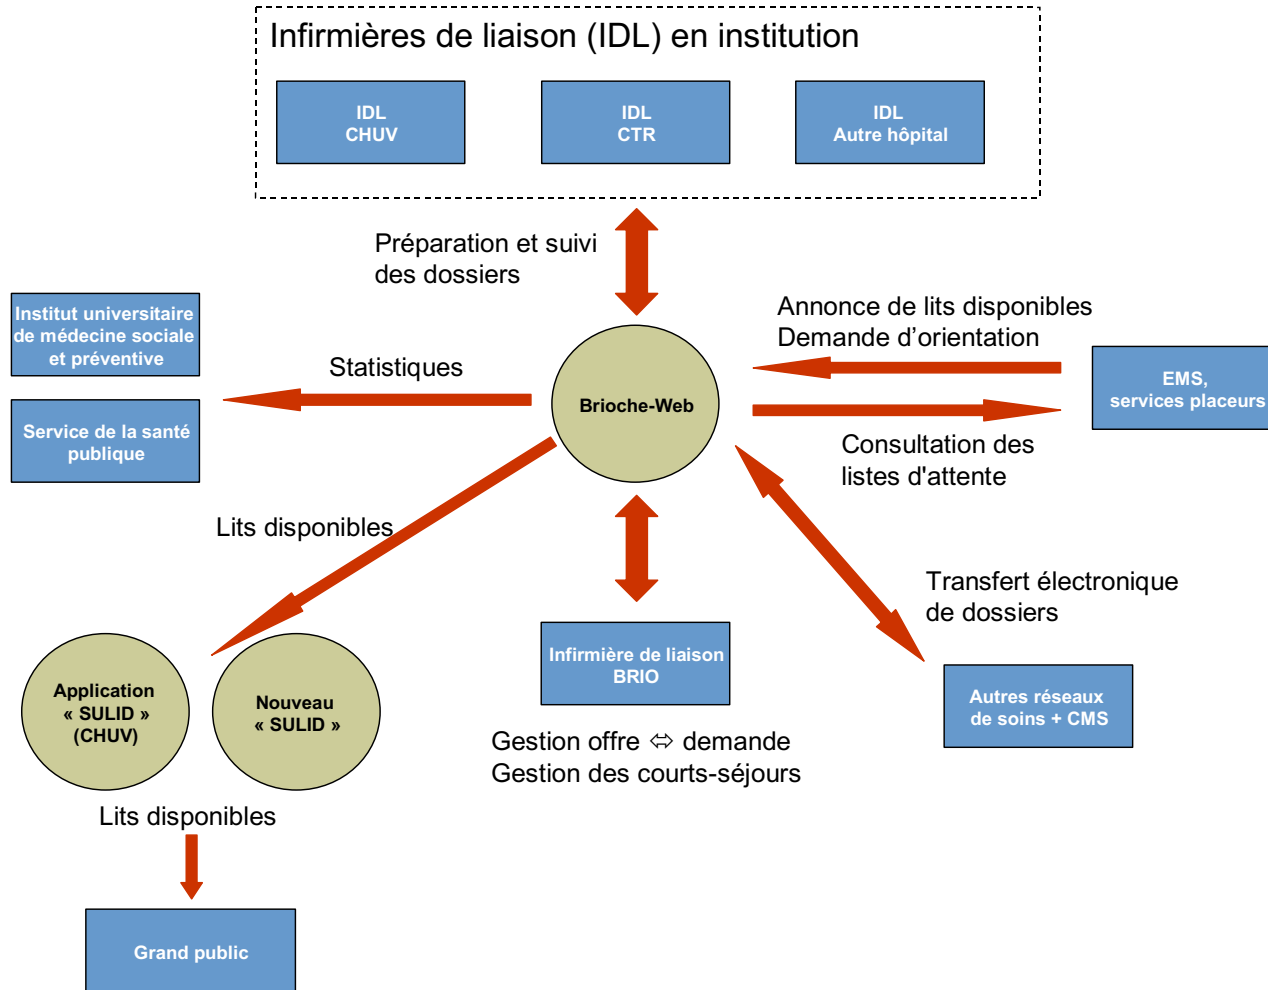 Infirmières de liaison (IDL) en institution
IDL
CHUV
IDL
CTR
IDL
Autre hôpital
Préparation et suivi
des dossiers
Institut universitaire
de médecine sociale
et préventive
Service de la santé
publique
Statistiques
Brioche-Web
Annonce de lits disponibles
Demande d’orientation
EMS,
services placeurs
Consultation des
listes d'attente
Lits disponibles
Transfert électronique
de dossiers
Infirmière de liaison
BRIO
Autres réseaux
de soins + CMS
Application
« SULID »
(CHUV)
Nouveau
« SULID »
Gestion offre ⬄ demande
Gestion des courts-séjours
Lits disponibles
Grand public